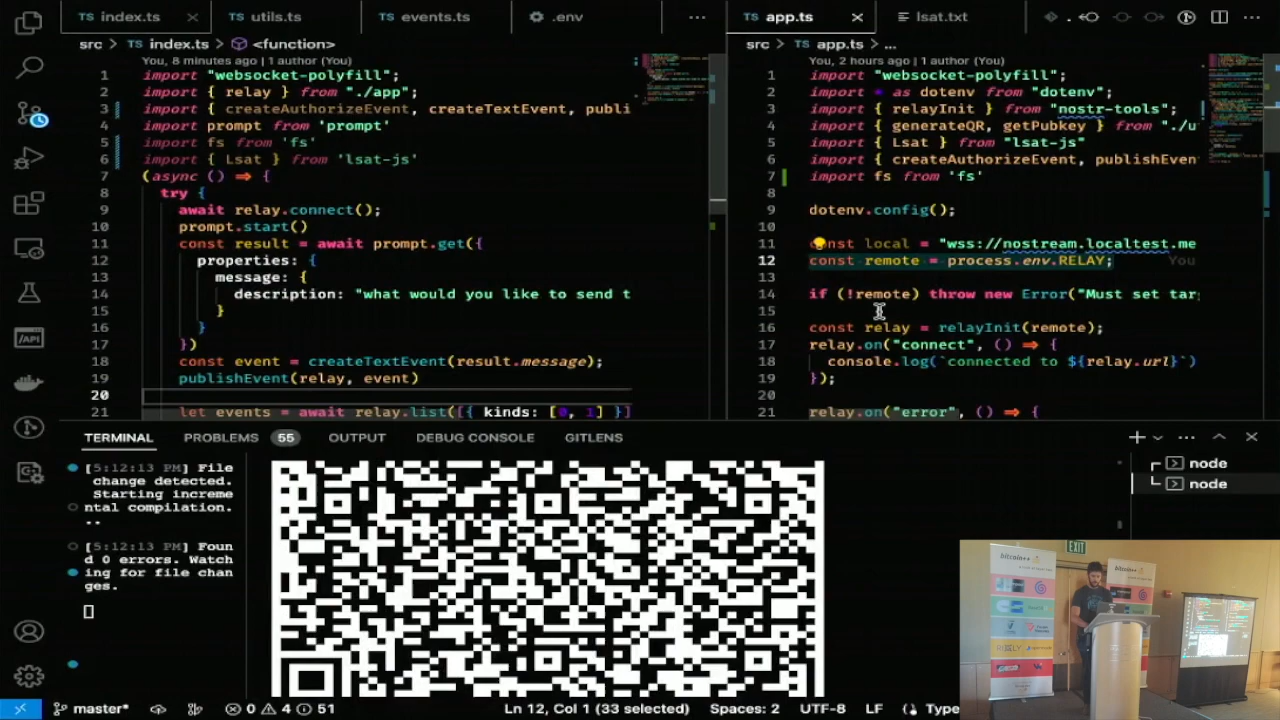 index.ts
utils.ts
events.ts
.env
app.ts
lsat.txt
src > index.ts > <function>
You, 8 minutes ago | 1 author (You)
1 import "websocket-polyfill";
2 import { relay } from "./app";
3 import { createAuthorizeEvent, createTextEvent, publi
4 import prompt from 'prompt'
5 import fs from 'fs'
6 import { Lsat } from 'lsat-js'
7 (async () => {
8 try {
9 await relay.connect();
10 prompt.start()
11 const result = await prompt.get({
12 properties: {
13 message: {
14 description: "what would you like to send t
15 }
16 }
17 })
18 const event = createTextEvent(result.message);
19 publishEvent(relay, event)
20
21 let events = await relay.list([{ kinds: [0, 1] }]
src > app.ts > ...
You, 2 hours ago | 1 author (You)
1 import "websocket-polyfill";
2 import * as dotenv from "dotenv";
3 import { relayInit } from "nostr-tools";
4 import { generateQR, getPubkey } from "./u
5 import { Lsat } from "lsat-js"
6 import { createAuthorizeEvent, publishEven
7 import fs from 'fs'
8
9 dotenv.config();
10
11 const local = "wss://nostream.localtest.me
12 const remote = process.env.RELAY; You
13
14 if (!remote) throw new Error("Must set tar
15
16 const relay = relayInit(remote);
17 relay.on("connect", () => {
18 console.log(`connected to ${relay.url}`)
19 });
20
21 relay.on("error", () => {
TERMINAL PROBLEMS 55 OUTPUT DEBUG CONSOLE GITLENS
[5:12:13 PM] File
change detected.
Starting increme
ntal compilation.
..
[5:12:13 PM] Foun
d 0 errors. Watch
ing for file chan
ges.
node
node
EXIT
bitcoin++
bitcoin++
master* 0 4 51 Ln 12, Col 1 (33 selected) Spaces: 2 UTF-8 LF Type